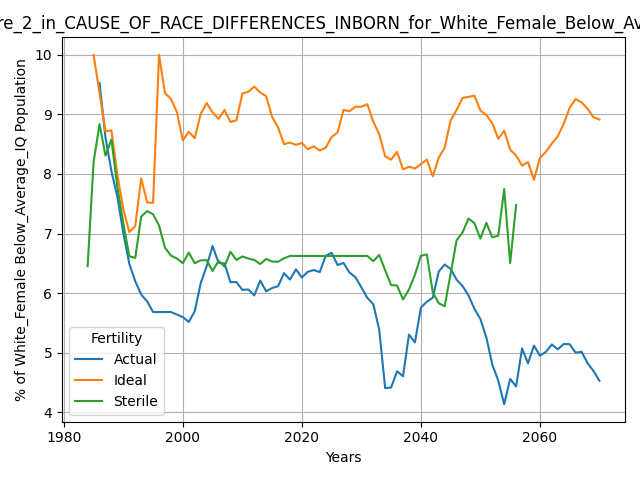 re_2_in_CAUSE_OF_RACE_DIFFERENCES_INBORN_for_White_Female_Below_Av
% of White_Female Below_Average_IQ Population
10
9
8
7
6
5
4
Fertility
Actual
Ideal
Sterile
1980
2000
2020
2040
2060
Years